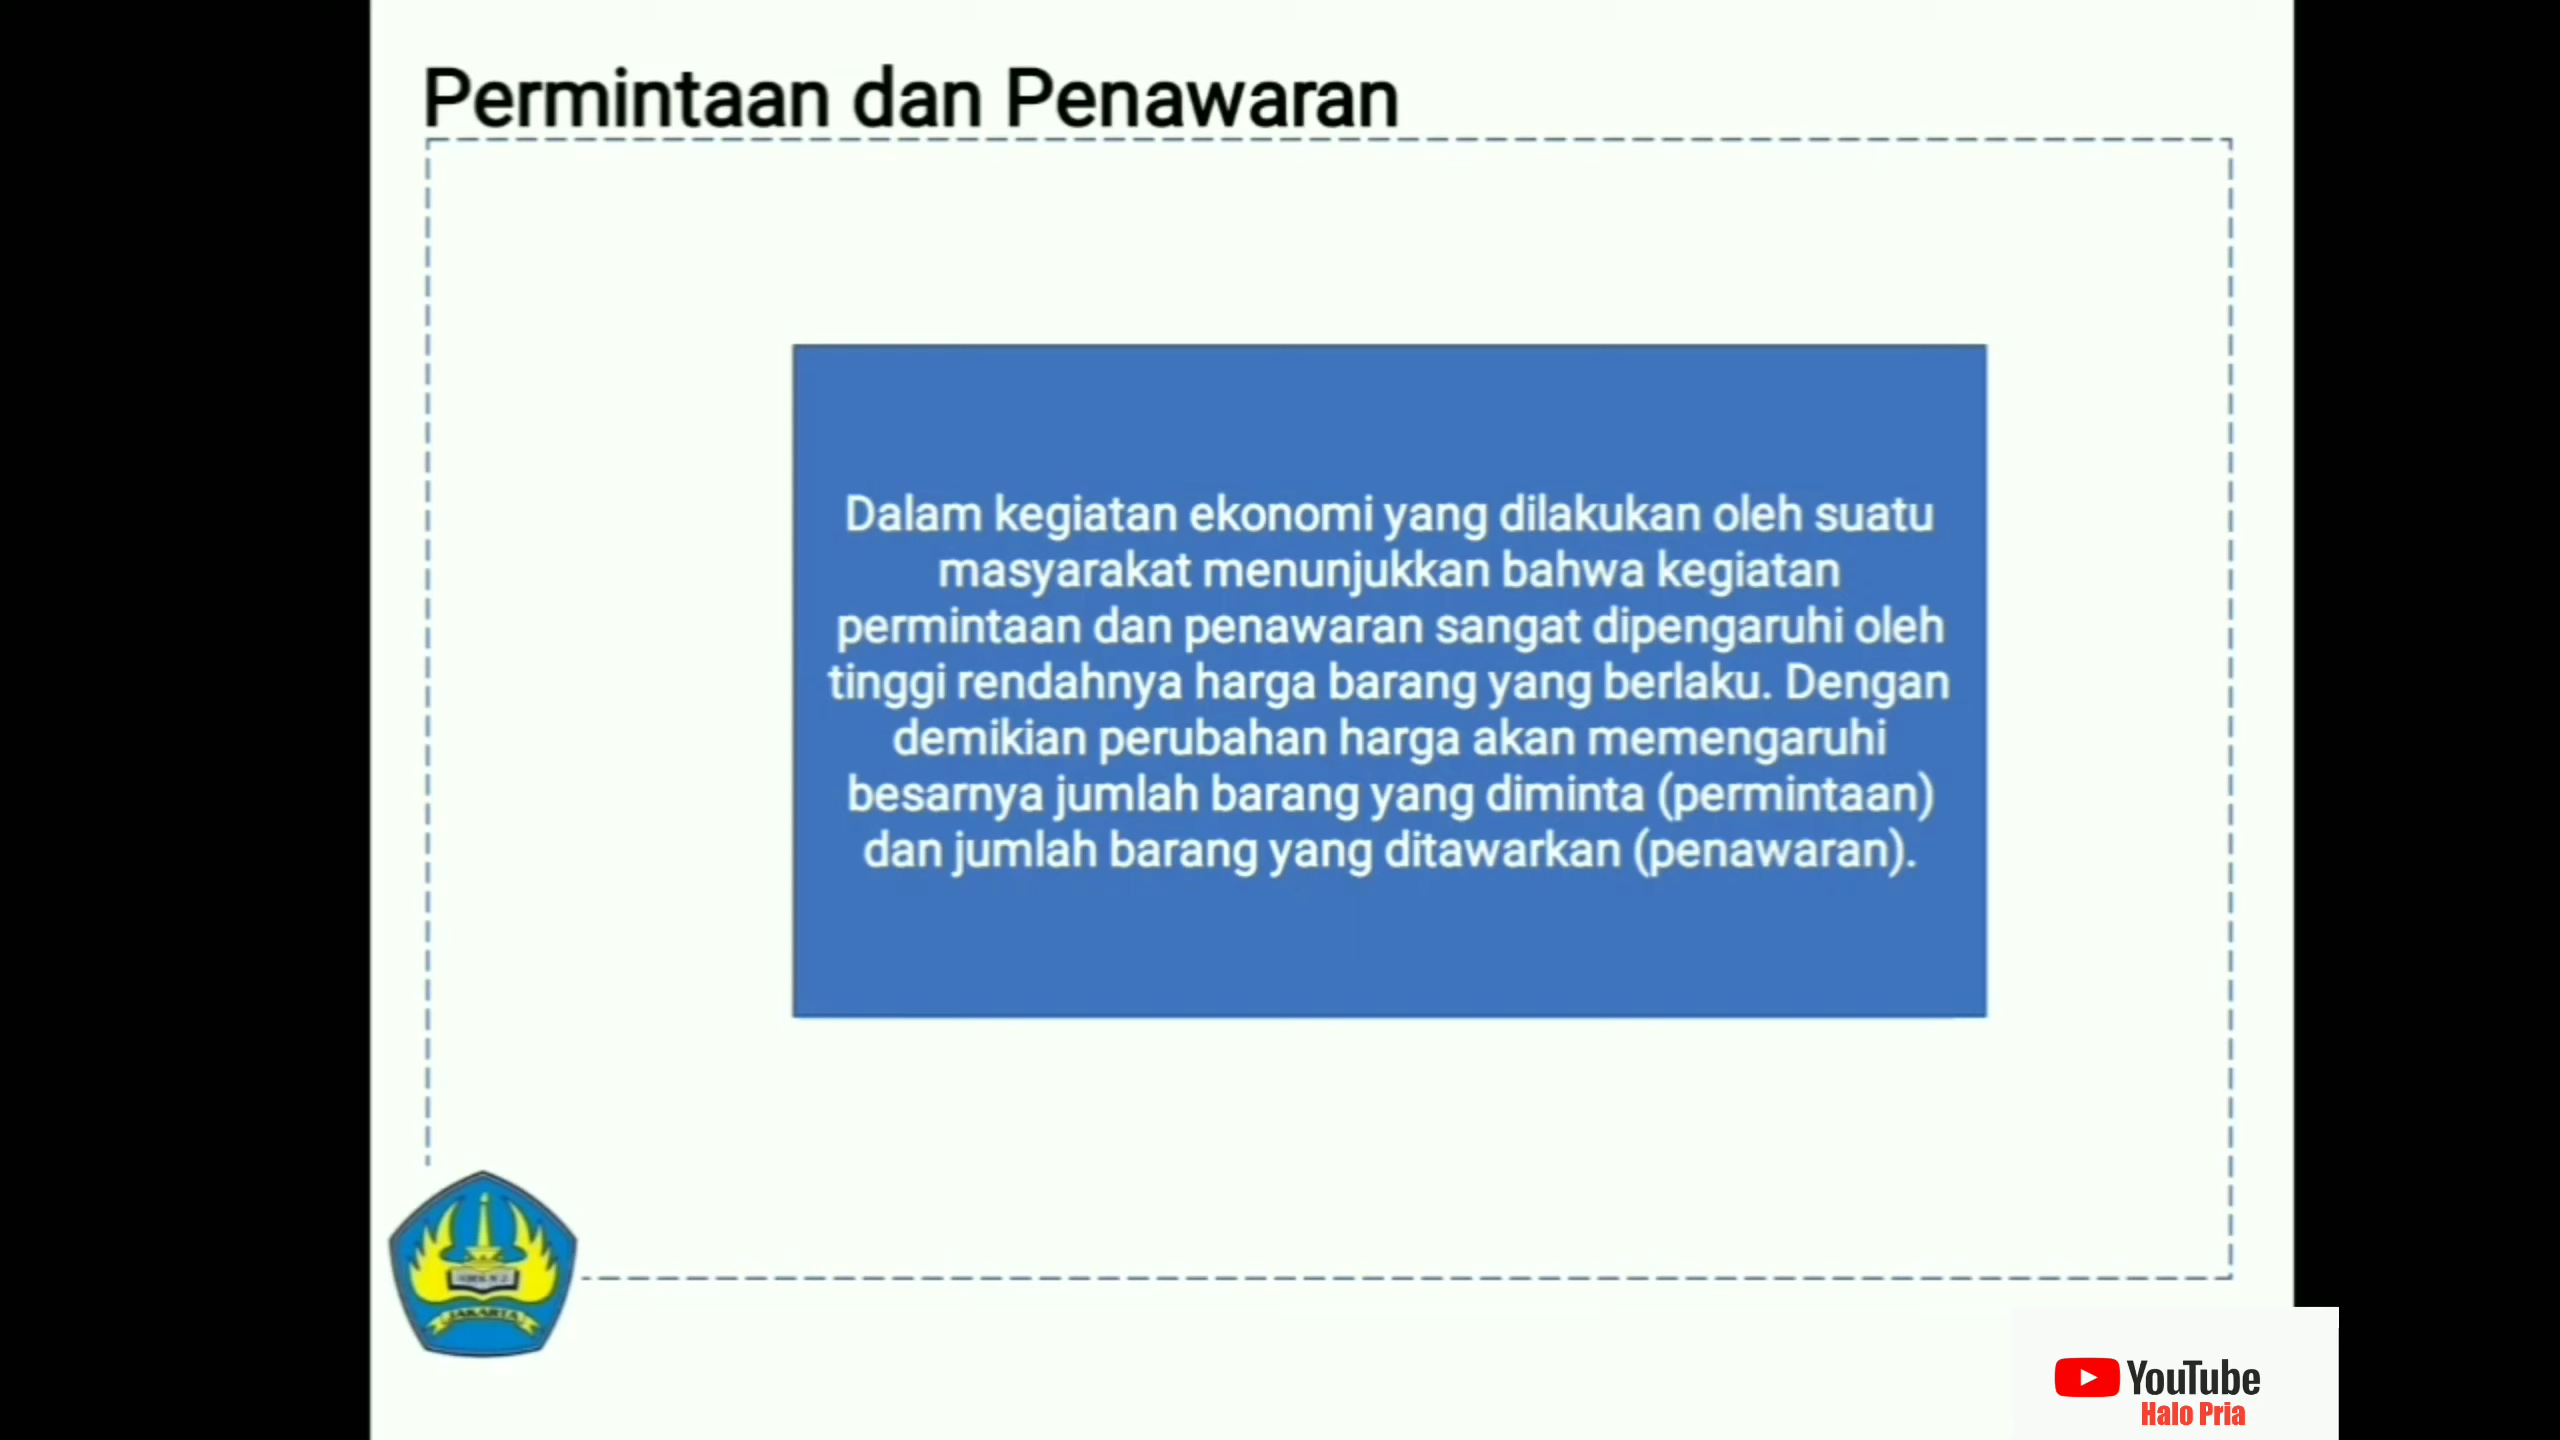 Permintaan dan Penawaran
Dalam kegiatan ekonomi yang dilakukan oleh suatu
masyarakat menunjukkan bahwa kegiatan
permintaan dan penawaran sangat dipengaruhi oleh
tinggi rendahnya harga barang yang berlaku. Dengan
demikian perubahan harga akan memengaruhi
besarnya jumlah barang yang diminta (permintaan)
dan jumlah barang yang ditawarkan (penawaran).
JAKARTA
YouTube
Halo Pria